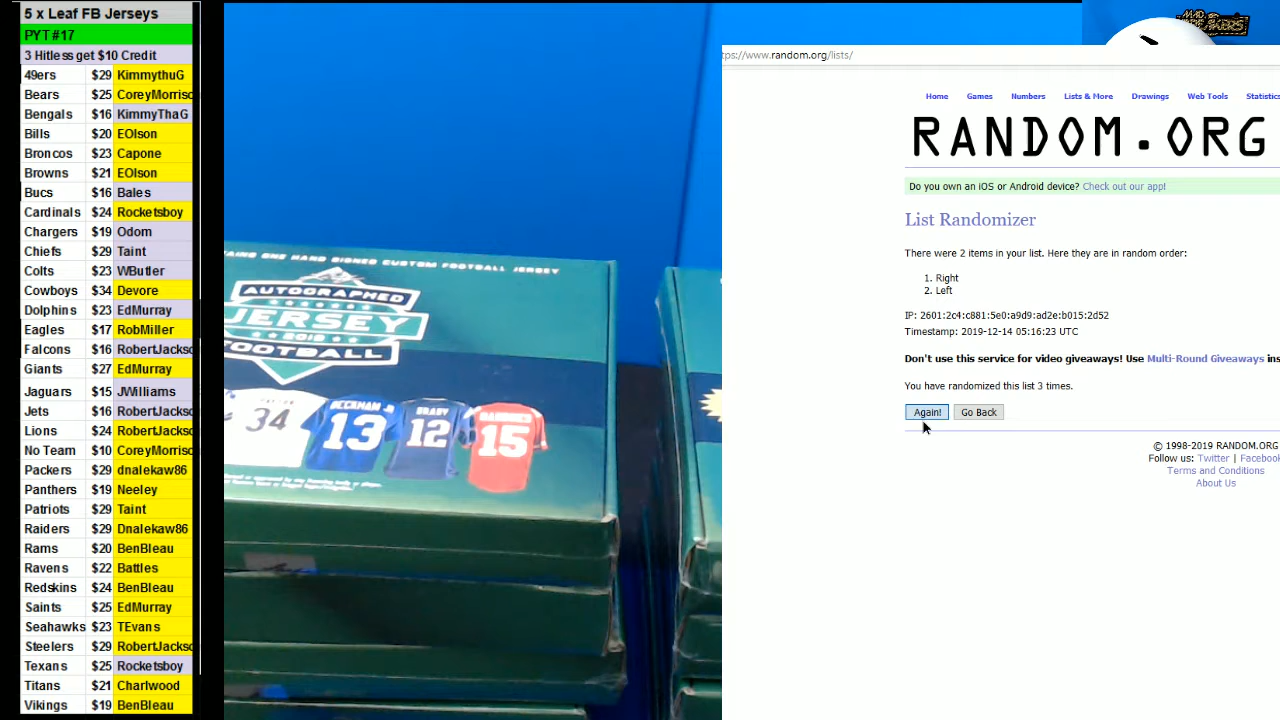 5 x Leaf FB Jerseys
PYT#17
3 Hitless get $10 Credit
49ers $29 KimmythuG
Bears $25 CoreyMorrisc
Bengals $16 KimmyThaG
Bills $20 EOlson
Broncos $23 Capone
Browns $21 EOlson
Bucs $16 Bales
Cardinals $24 Rocketsboy
Chargers $19 Odom
Chiefs $29 Taint
Colts $23 WButler
Cowboys $34 Devore
Dolphins $23 EdMurray
Eagles $17 RobMiller
Falcons $16 RobertJackso
Giants $27 EdMurray
Jaguars $15 JWilliams
Jets $16 RobertJackso
Lions $24 RobertJackso
No Team $10 CoreyMorrisc
Packers $29 dnalekaw86
Panthers $19 Neeley
Patriots $29 Taint
Raiders $29 Dnalekaw86
Rams $20 BenBleau
Ravens $22 Battles
Redskins $24 BenBleau
Saints $25 EdMurray
Seahawks $23 TEvans
Steelers $29 RobertJackso
Texans $25 Rocketsboy
Titans $21 Charlwood
Vikings $19 BenBleau
ONE HAND SIGNED CUSTOM FOOTBALL JERSEY
AUTOGRAPHED
JERSEY
FOOTBALL
34
BECKHAM JR
13
BRADY
12
15
MAD
BREAKERS
tps://www.random.org/lists/
Home Games Numbers Lists & More Drawings Web Tools Statistics
RANDOM.ORG
Do you own an iOS or Android device? Check out our app!
List Randomizer
There were 2 items in your list. Here they are in random order:
1. Right
2. Left
IP: 2601:2c4:c881:5e0:a9d9:ad2e:b015:2d52
Timestamp: 2019-12-14 05:16:23 UTC
Don't use this service for video giveaways! Use Multi-Round Giveaways ins
You have randomized this list 3 times.
Again! Go Back
© 1998-2019 RANDOM.ORG
Follow us: Twitter | Facebook
Terms and Conditions
About Us